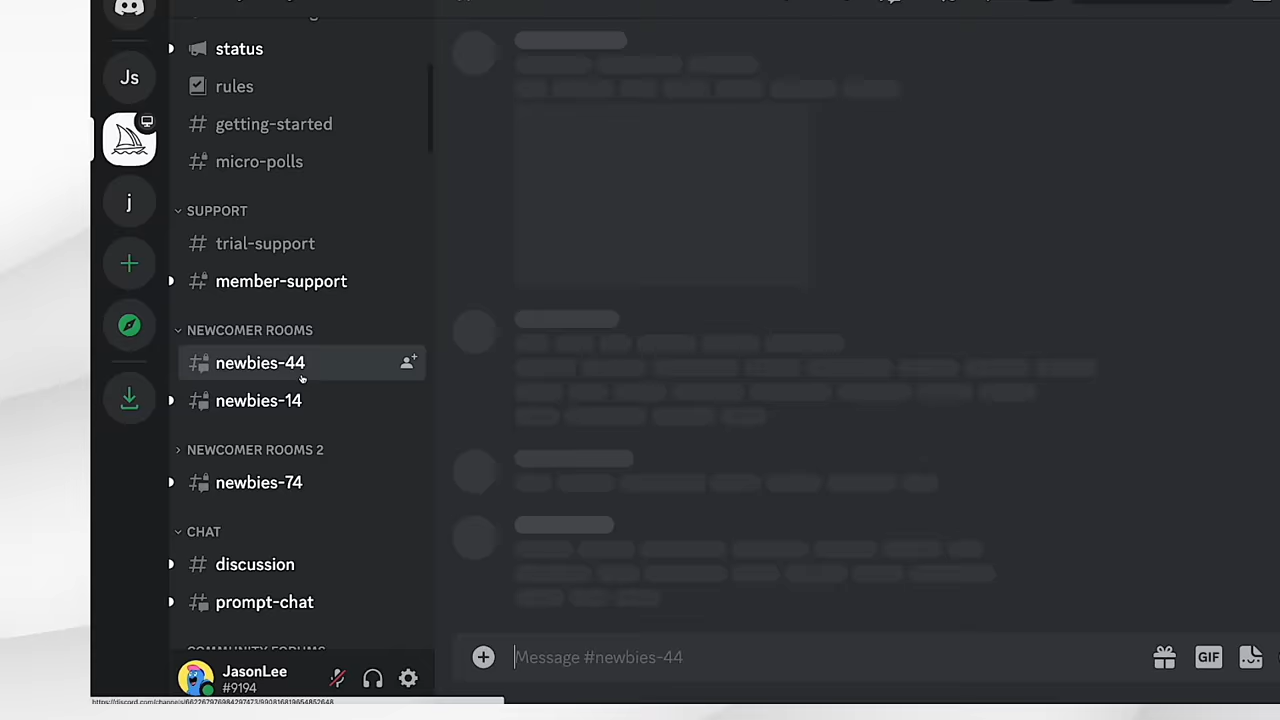 status
Js
rules
getting-started
micro-polls
j
SUPPORT
trial-support
member-support
NEWCOMER ROOMS
newbies-44
newbies-14
NEWCOMER ROOMS 2
newbies-74
CHAT
discussion
prompt-chat
JasonLee
#9194
Message #newbies-44
GIF